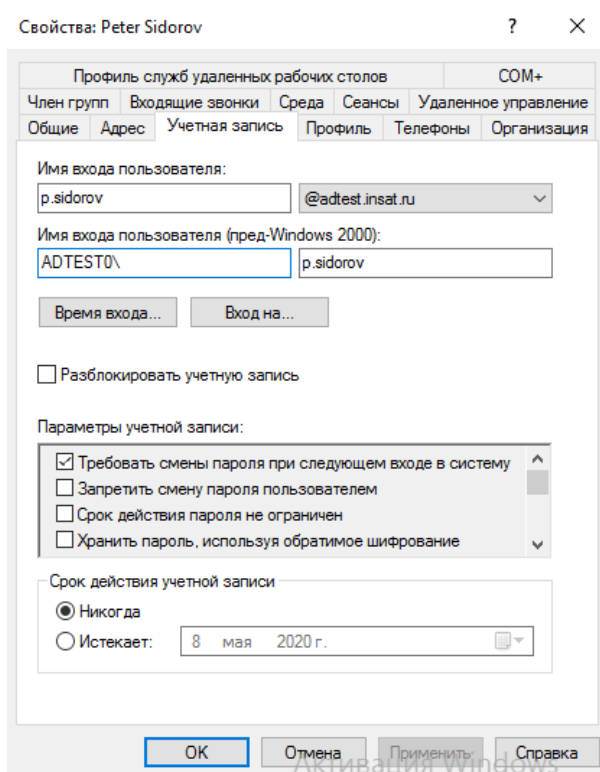 Свойства: Peter Sidorov ? ×
Профиль служб удаленных рабочих столов COM+
Член групп Входящие звонки Среда Сеансы Удаленное управление
Общие Адрес Учетная запись Профиль Телефоны Организация
Имя входа пользователя:
p.sidorov @adtest.insat.ru
Имя входа пользователя (пред-Windows 2000):
ADTEST0\ p.sidorov
Время входа... Вход на...
Разблокировать учетную запись
Параметры учетной записи:
Требовать смены пароля при следующем входе в систему
Запретить смену пароля пользователем
Срок действия пароля не ограничен
Хранить пароль, используя обратимое шифрование
Срок действия учетной записи
Никогда
Истекает: 8 мая 2020 г.
OK Отмена Применить Справка
Активация Windows